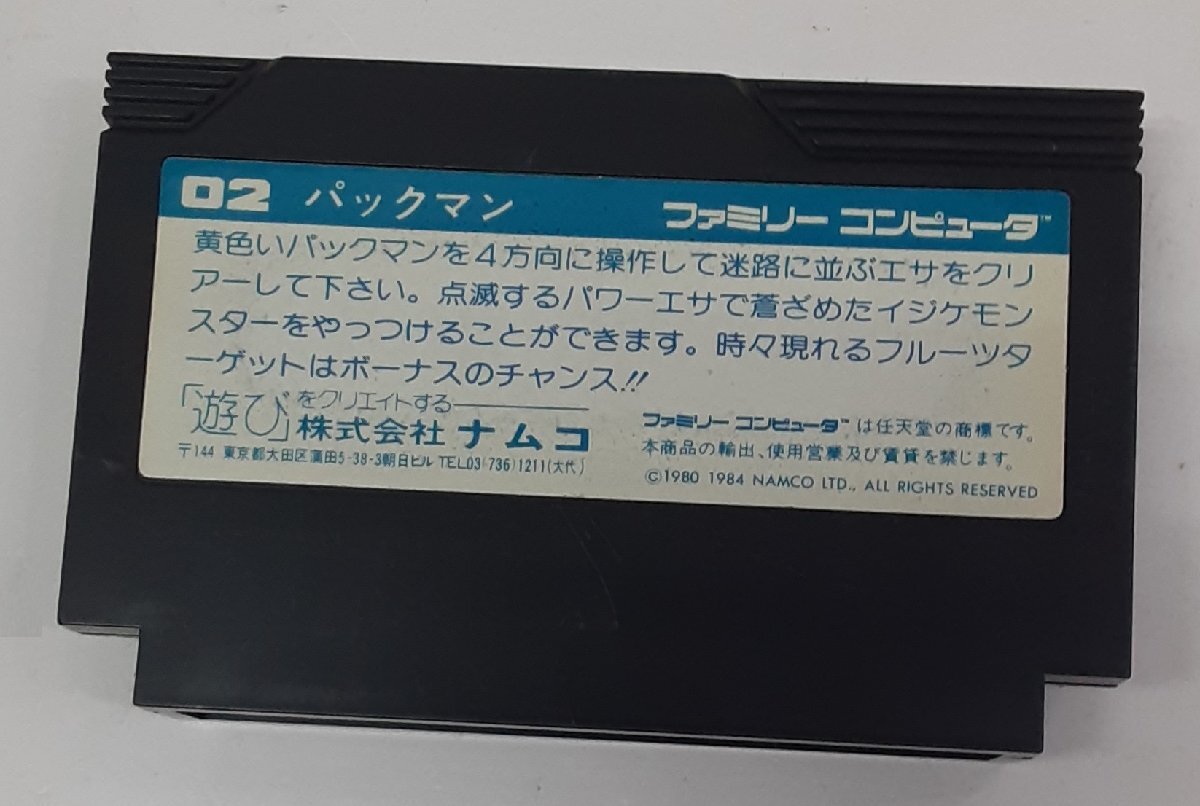 02 パックマン ファミリー コンピュータ™
黄色いパックマンを4方向に操作して迷路に並ぶエサをクリ
アーして下さい。点滅するパワーエサで蒼ざめたイジケモン
スターをやっつけることができます。時々現れるフルーツタ
ーゲットはボーナスのチャンス!!
「遊び」をクリエイトする
株式会社 ナムコ
〒144 東京都大田区蒲田5-38-3朝日ビル TEL03(736)1211(大代)
ファミリー コンピュータ™は任天堂の商標です。
本商品の輸出、使用営業及び賃貸を禁じます。
©1980 1984 NAMCO LTD., ALL RIGHTS RESERVED